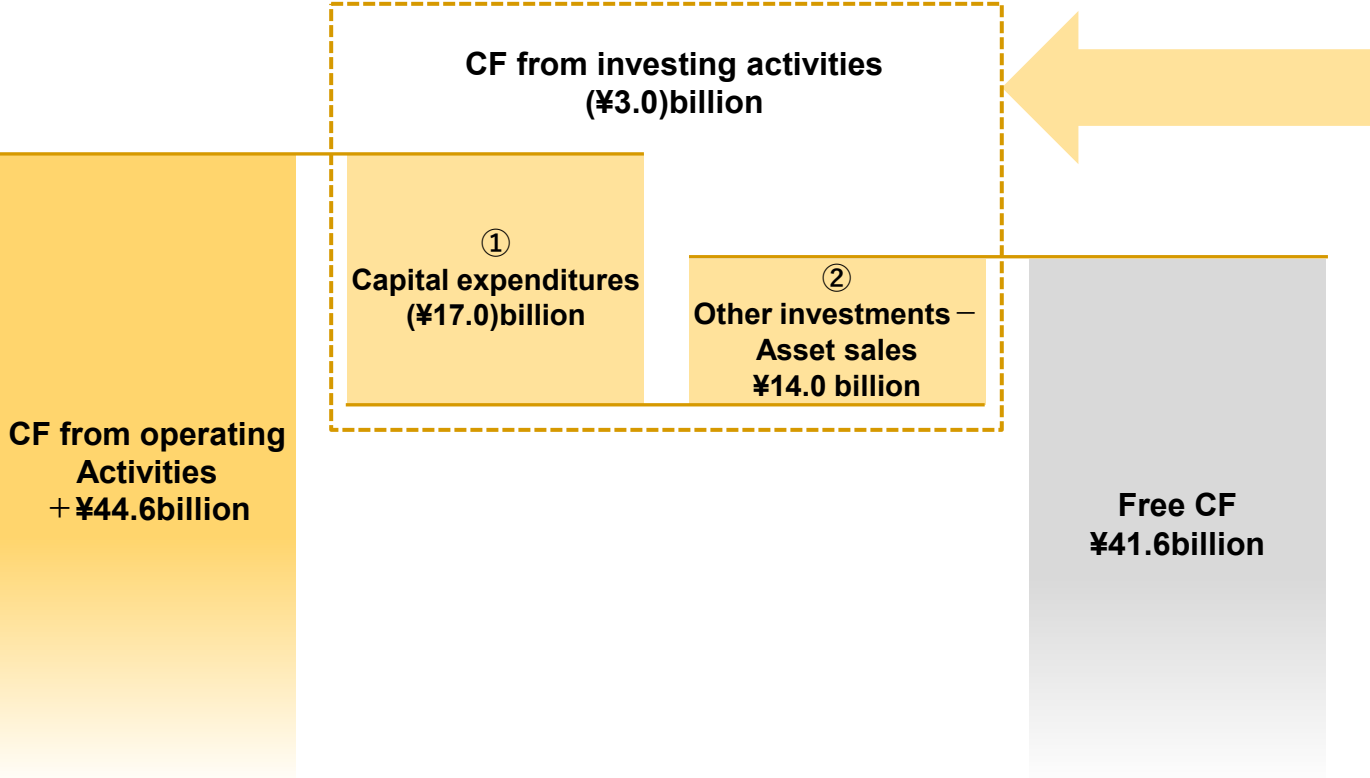 CF from investing activities
(¥3.0)billion
①
Capital expenditures
(¥17.0)billion
②
Other investments－
Asset sales
¥14.0 billion
CF from operating
Activities
＋¥44.6billion
Free CF
¥41.6billion